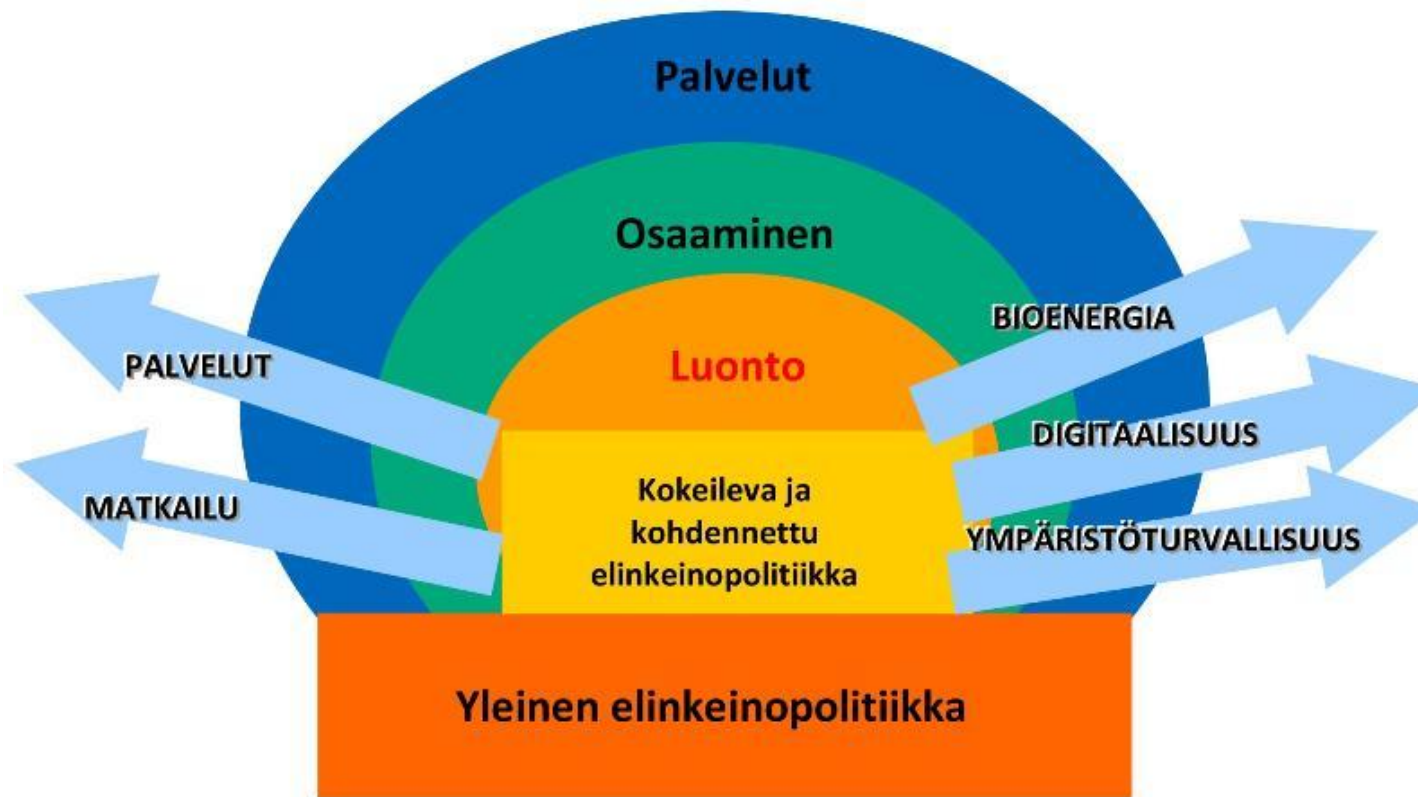 Palvelut
Osaaminen
BIOENERGIA
PALVELUT
Luonto
DIGITAALISUUS
MATKAILU
Kokeileva ja
kohdennettu
elinkeinopolitiikka
YMPÄRISTÖTURVALLISUUS
Yleinen elinkeinopolitiikka